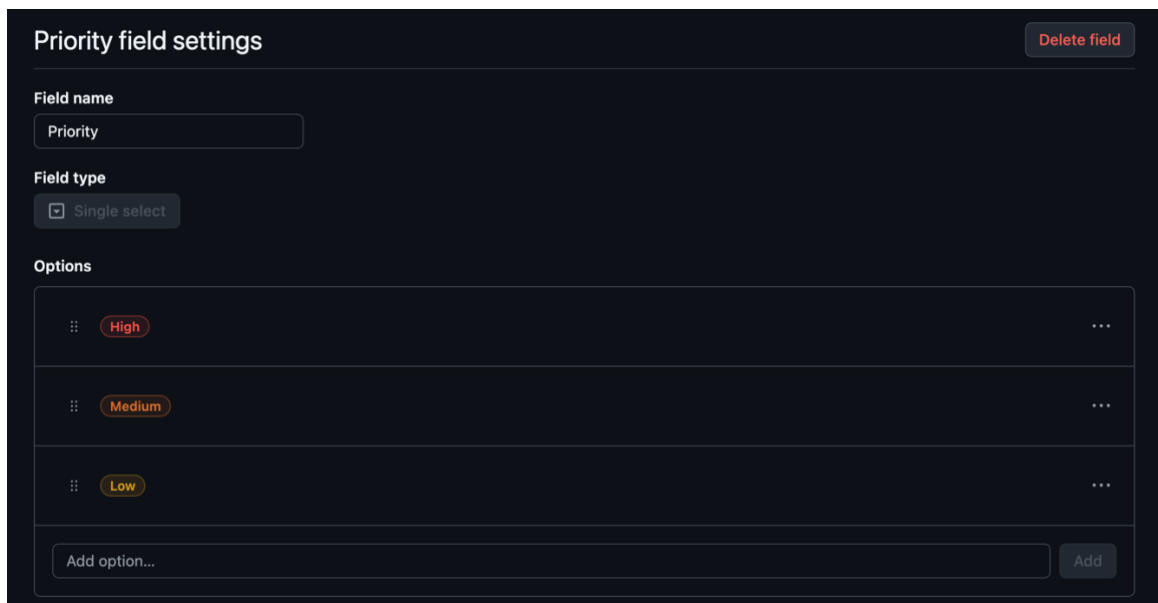 Priority field settings
Delete field
Field name
Priority
Field type
Single select
Options
High
Medium
Low
Add option...
Add